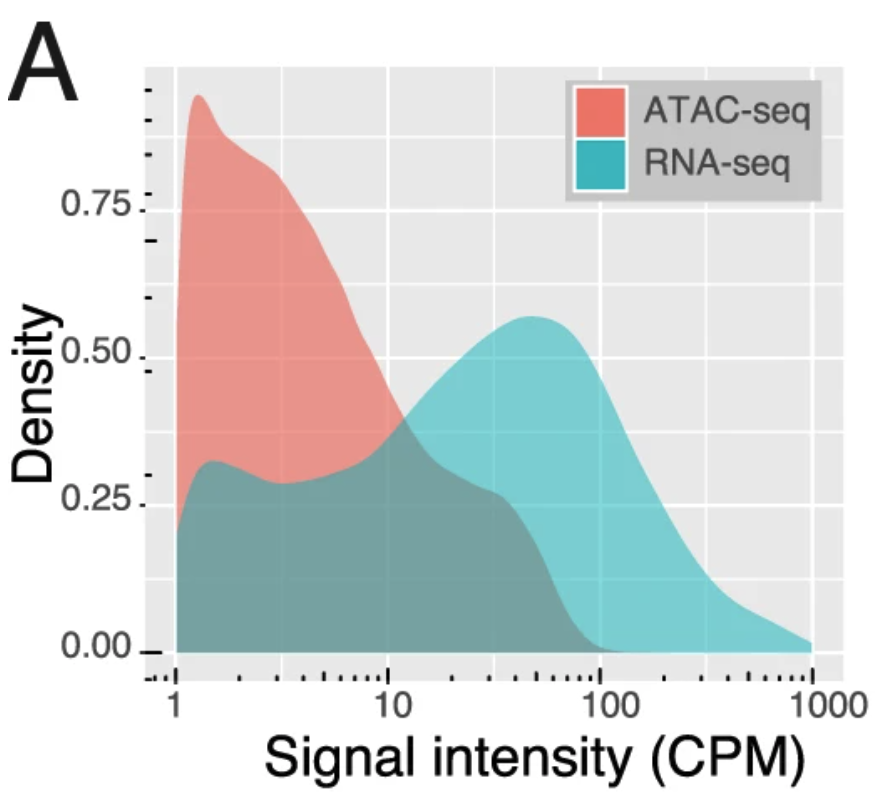 A
ATAC-seq
RNA-seq
0.75
0.50
0.25
0.00
Density
1 10 100 1000
Signal intensity (CPM)